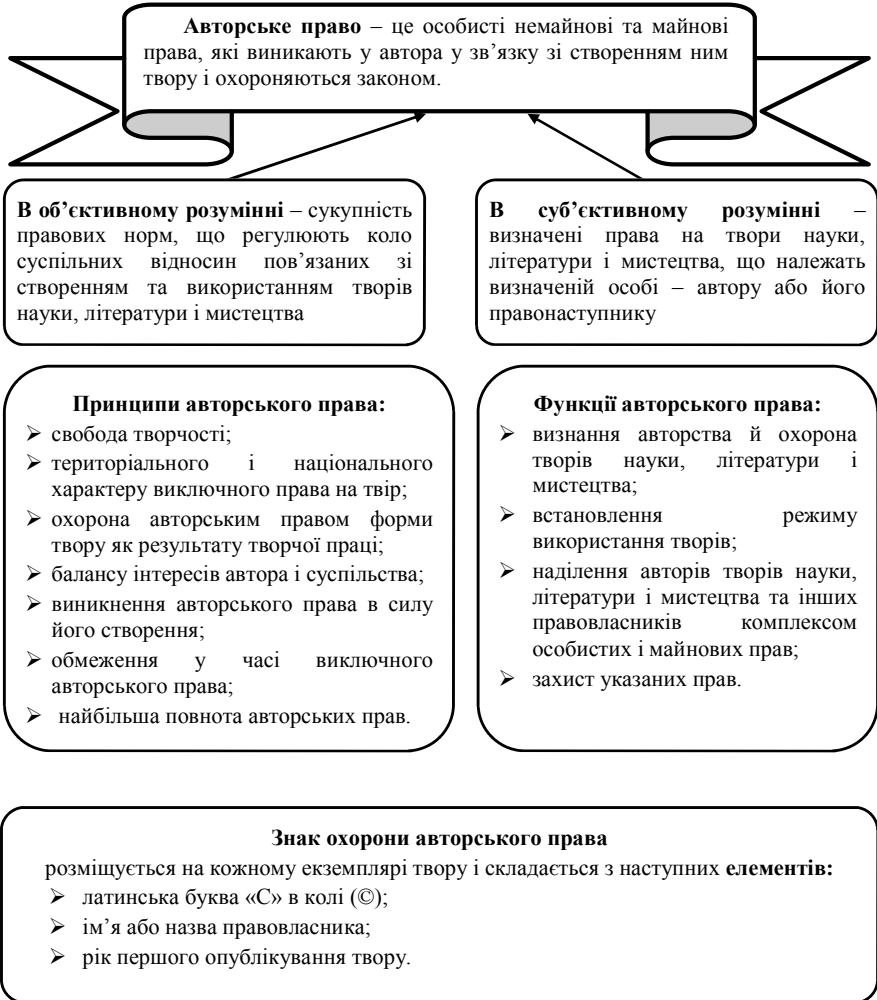 Авторське право – це особисті немайнові та майнові
права, які виникають у автора у зв’язку зі створенням ним
твору і охороняються законом.
В об’єктивному розумінні – сукупність
правових норм, що регулюють коло
суспільних відносин пов’язаних зі
створенням та використанням творів
науки, літератури і мистецтва
В суб’єктивному розумінні –
визначені права на твори науки,
літератури і мистецтва, що належать
визначеній особі – автору або його
правонаступнику
Принципи авторського права:
➢ свобода творчості;
➢ територіального і національного
характеру виключного права на твір;
➢ охорона авторським правом форми
твору як результату творчої праці;
➢ балансу інтересів автора і суспільства;
➢ виникнення авторського права в силу
його створення;
➢ обмеження у часі виключного
авторського права;
➢ найбільша повнота авторських прав.
Функції авторського права:
➢ визнання авторства й охорона
творів науки, літератури і
мистецтва;
➢ встановлення режиму
використання творів;
➢ наділення авторів творів науки,
літератури і мистецтва та інших
правовласників комплексом
особистих і майнових прав;
➢ захист указаних прав.
Знак охорони авторського права
розміщується на кожному екземплярі твору і складається з наступних елементів:
➢ латинська буква «С» в колі (©);
➢ ім’я або назва правовласника;
➢ рік першого опублікування твору.